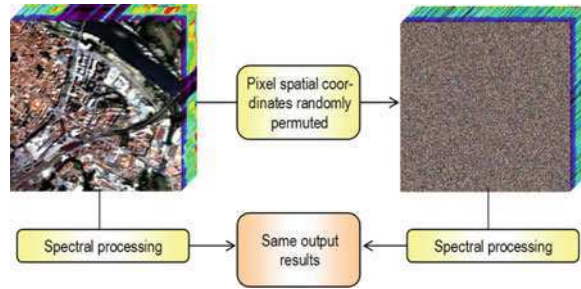 Pixel spatial coor-
dinates randomly
permuted
Spectral processing
Same output
results
Spectral processing